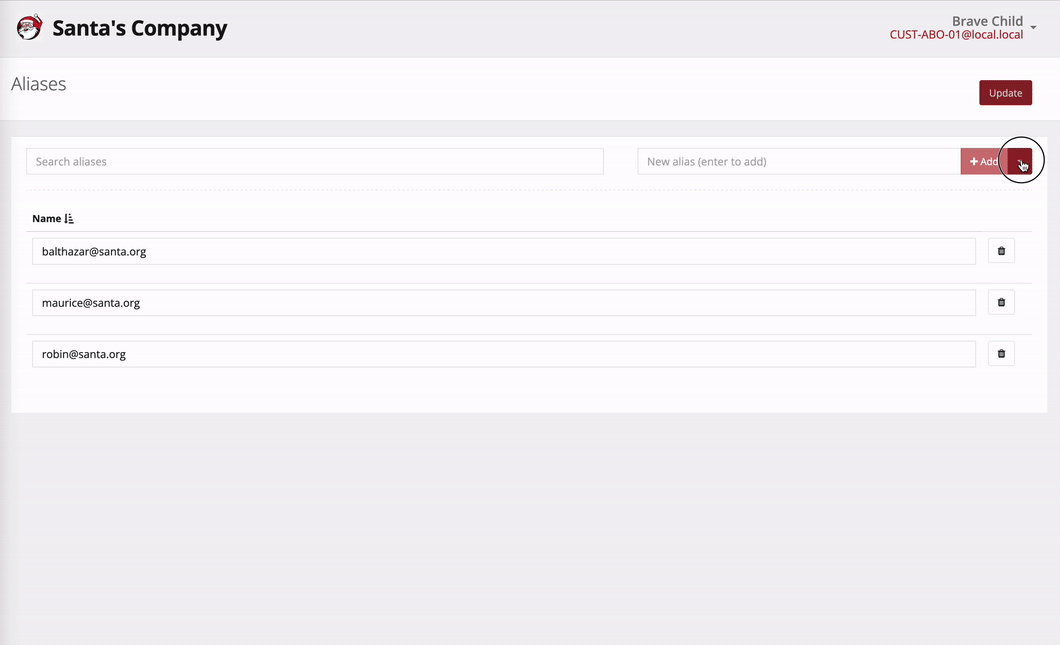 Santa's Company
Brave Child
CUST-ABO-01@local.local
Aliases
Update
Search aliases
New alias (enter to add)
Add
Name
balthazar@santa.org
maurice@santa.org
robin@santa.org